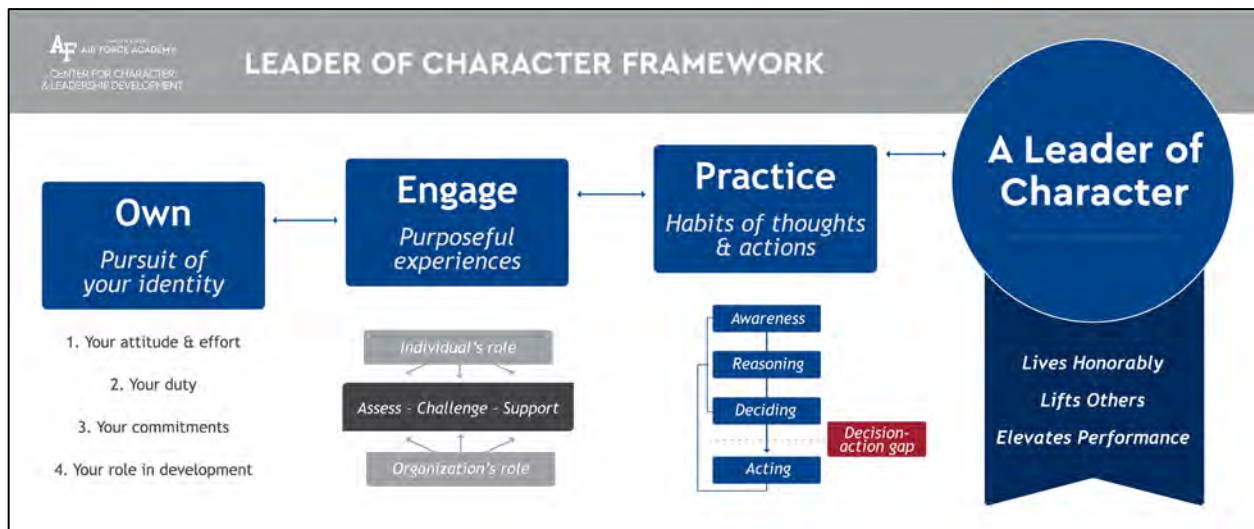 AF AIR FORCE ACADEMY
CENTER FOR CHARACTER
& LEADERSHIP DEVELOPMENT
LEADER OF CHARACTER FRAMEWORK
Own
Pursuit of
your identity
1. Your attitude & effort
2. Your duty
3. Your commitments
4. Your role in development
Engage
Purposeful
experiences
Individual's role
Assess - Challenge - Support
Organization's role
Practice
Habits of thoughts
& actions
Awareness
Reasoning
Deciding
Decision-
action gap
Acting
A Leader of
Character
Lives Honorably
Lifts Others
Elevates Performance